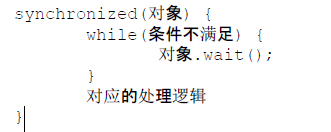 synchronized(对象) {
while(条件不满足) {
对象.wait();
}
对应的处理逻辑
}